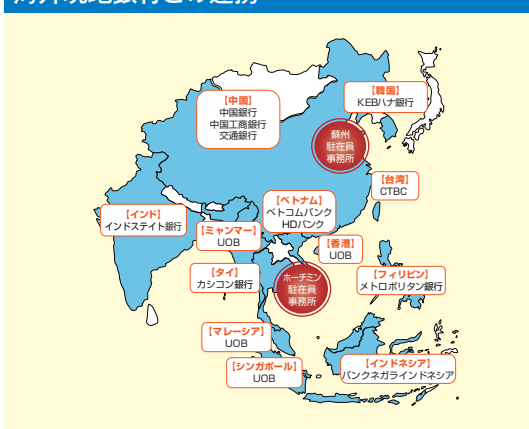 海外現地銀行との連携
【中国】
中国銀行
中国工商銀行
交通銀行
【韓国】
KEBハナ銀行
蘇州
駐在員
事務所
【台湾】
CTBC
【インド】
インドステイト銀行
【ミャンマー】
UOB
【ベトナム】
ベトコムバンク
HDバンク
【香港】
UOB
【タイ】
カシコン銀行
ホーチミン
駐在員
事務所
【フィリピン】
メトロポリタン銀行
【マレーシア】
UOB
【シンガポール】
UOB
【インドネシア】
バンクネガラインドネシア